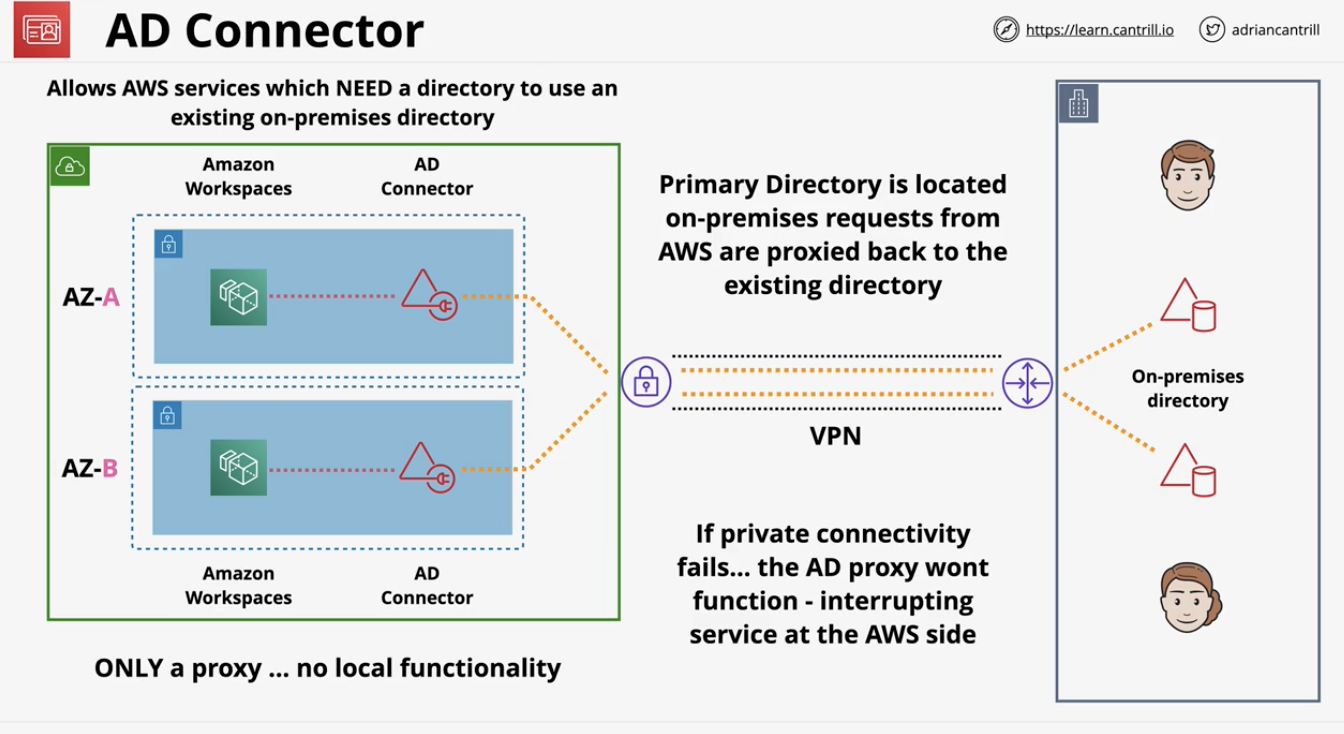 AD Connector
https://learn.cantrill.io
adriancantrill
Allows AWS services which NEED a directory to use an
existing on-premises directory
Amazon
Workspaces
AD
Connector
AZ-A
AZ-B
Amazon
Workspaces
AD
Connector
ONLY a proxy ... no local functionality
Primary Directory is located
on-premises requests from
AWS are proxied back to the
existing directory
VPN
If private connectivity
fails... the AD proxy wont
function - interrupting
service at the AWS side
On-premises
directory